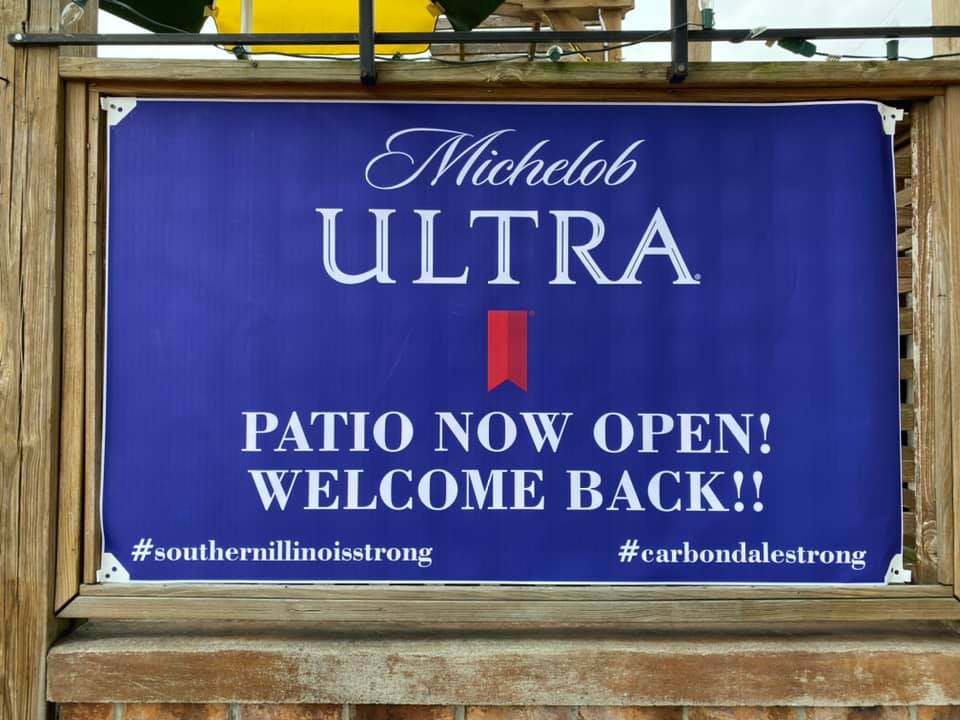 Michelob
ULTRA®
PATIO NOW OPEN!
WELCOME BACK!!
#southernillinoisstrong #carbondalestrong